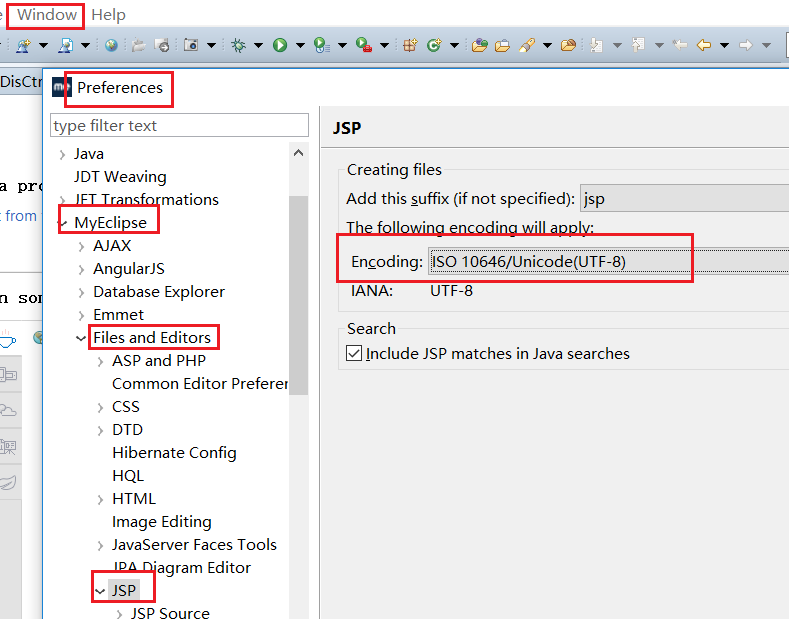 Window Help
DisCtr
Preferences
type filter text
JSP
Java
JDT Weaving
JET Transformations
MyEclipse
AJAX
AngularJS
Database Explorer
Emmet
Files and Editors
ASP and PHP
Common Editor Preferen
CSS
DTD
Hibernate Config
HQL
HTML
Image Editing
JavaServer Faces Tools
JPA Diagram Editor
JSP
JSP Source
Creating files
Add this suffix (if not specified): jsp
The following encoding will apply:
Encoding: ISO 10646/Unicode(UTF-8)
IANA: UTF-8
Search
Include JSP matches in Java searches
a pro
t from
n som